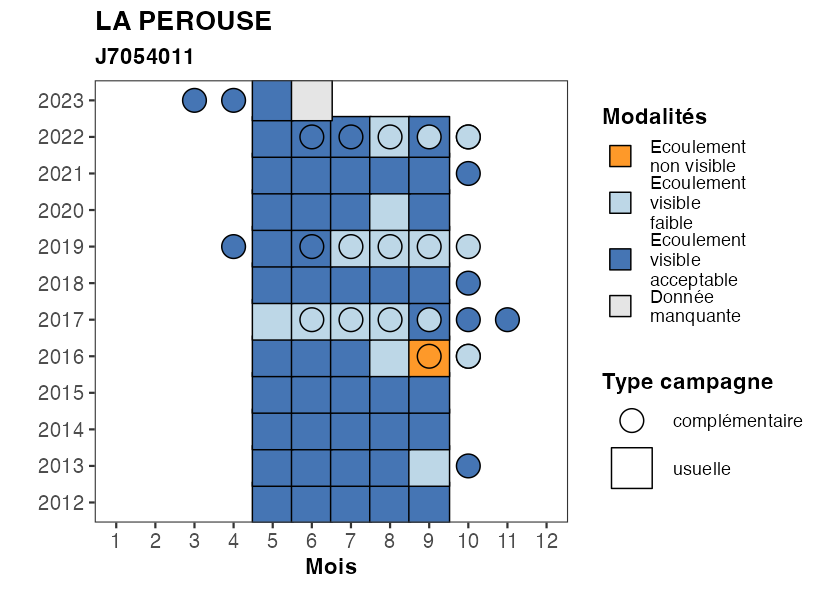 LA PEROUSE
J7054011
2023
2022
2021
2020
2019
2018
2017
2016
2015
2014
2013
2012
1 2 3 4 5 6 7 8 9 10 11 12
Mois
Modalités
Ecoulement
non visible
Ecoulement
visible
faible
Ecoulement
visible
acceptable
Donnée
manquante
Type campagne
complémentaire
usuelle